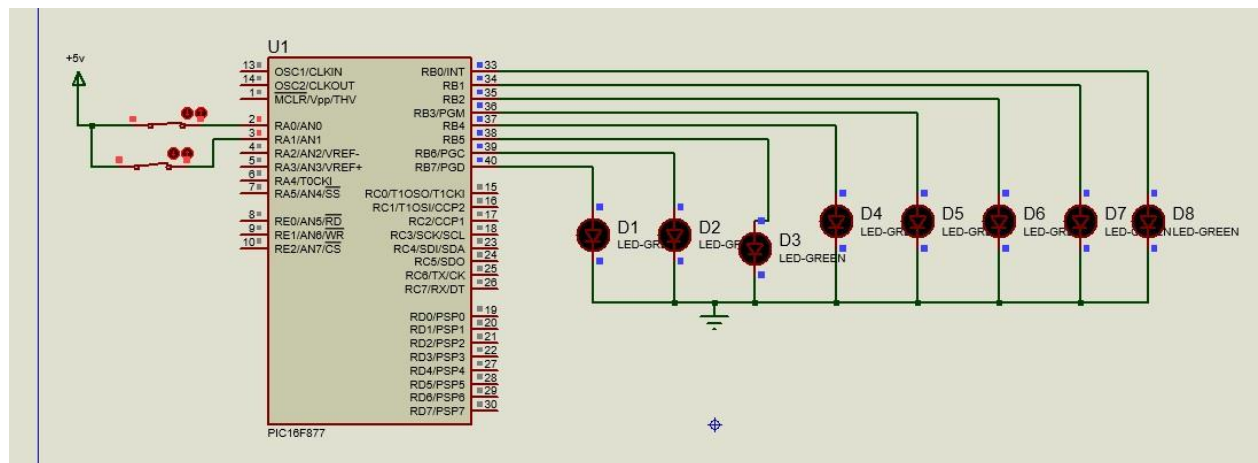 +5v
U1
13
OSC1/CLKIN
14
OSC2/CLKOUT
1
MCLR/Vpp/THV
2
RA0/AN0
3
RA1/AN1
4
RA2/AN2/VREF-
5
RA3/AN3/VREF+
6
RA4/T0CKI
7
RA5/AN4/SS
8
RE0/AN5/RD
9
RE1/AN6/WR
10
RE2/AN7/CS
RB0/INT
33
RB1
34
RB2
35
RB3/PGM
36
RB4
37
RB5
38
RB6/PGC
39
RB7/PGD
40
RC0/T1OSO/T1CKI
15
RC1/T1OSI/CCP2
16
RC2/CCP1
17
RC3/SCK/SCL
18
RC4/SDI/SDA
23
RC5/SDO
24
RC6/TX/CK
25
RC7/RX/DT
26
RD0/PSP0
19
RD1/PSP1
20
RD2/PSP2
21
RD3/PSP3
22
RD4/PSP4
27
RD5/PSP5
28
RD6/PSP6
29
RD7/PSP7
30
PIC16F877
D1
D2
D3
LED-GREEN
D4
D5
D6
D7
D8
LED-GREEN